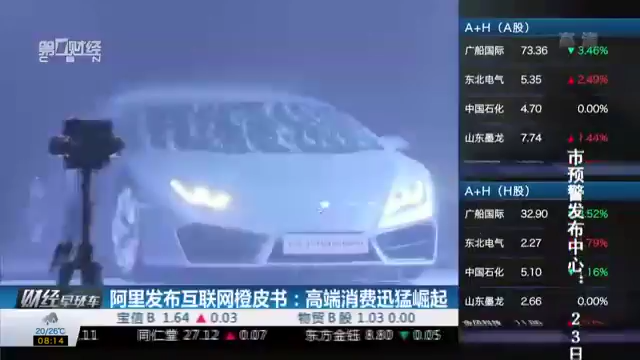 第一财经
CBN
高清
A+H（A股）
广船国际 73.36 ▼ 3.46%
东北电气 5.35 ▲ 2.49%
中国石化 4.70 0.00%
山东墨龙 7.74 ▲ 1.44%
A+H（H股）
广船国际 32.90 .52%
东北电气 2.27 .79%
中国石化 5.10 16%
山东墨龙 2.66 0.00%
市预警发布中心：23日
财经早班车
阿里发布互联网橙皮书：高端消费迅猛崛起
宝信B 1.64 ▲ 0.03 物贸B股 1.03 0.00
20/26℃
08:14
.11 同仁堂 27.12 ▲ 0.07 东方金钰 8.80 ▼ 0.05